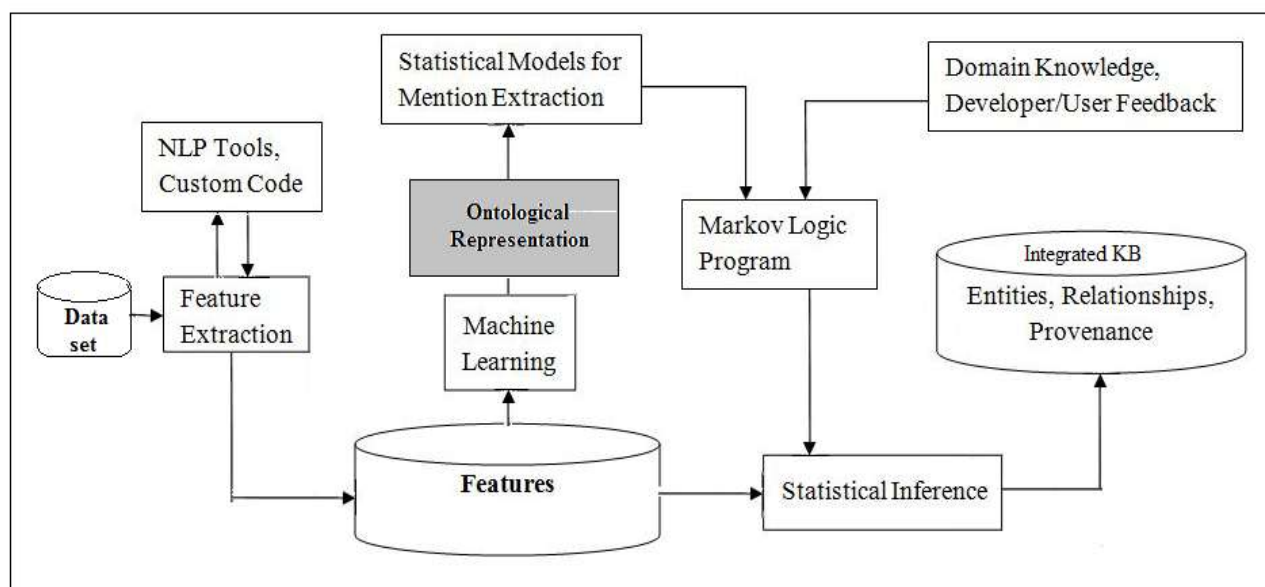 Statistical Models for
Mention Extraction
Domain Knowledge,
Developer/User Feedback
NLP Tools,
Custom Code
Ontological
Representation
Markov Logic
Program
Integrated KB
Entities, Relationships,
Provenance
Data
set
Feature
Extraction
Machine
Learning
Features
Statistical Inference